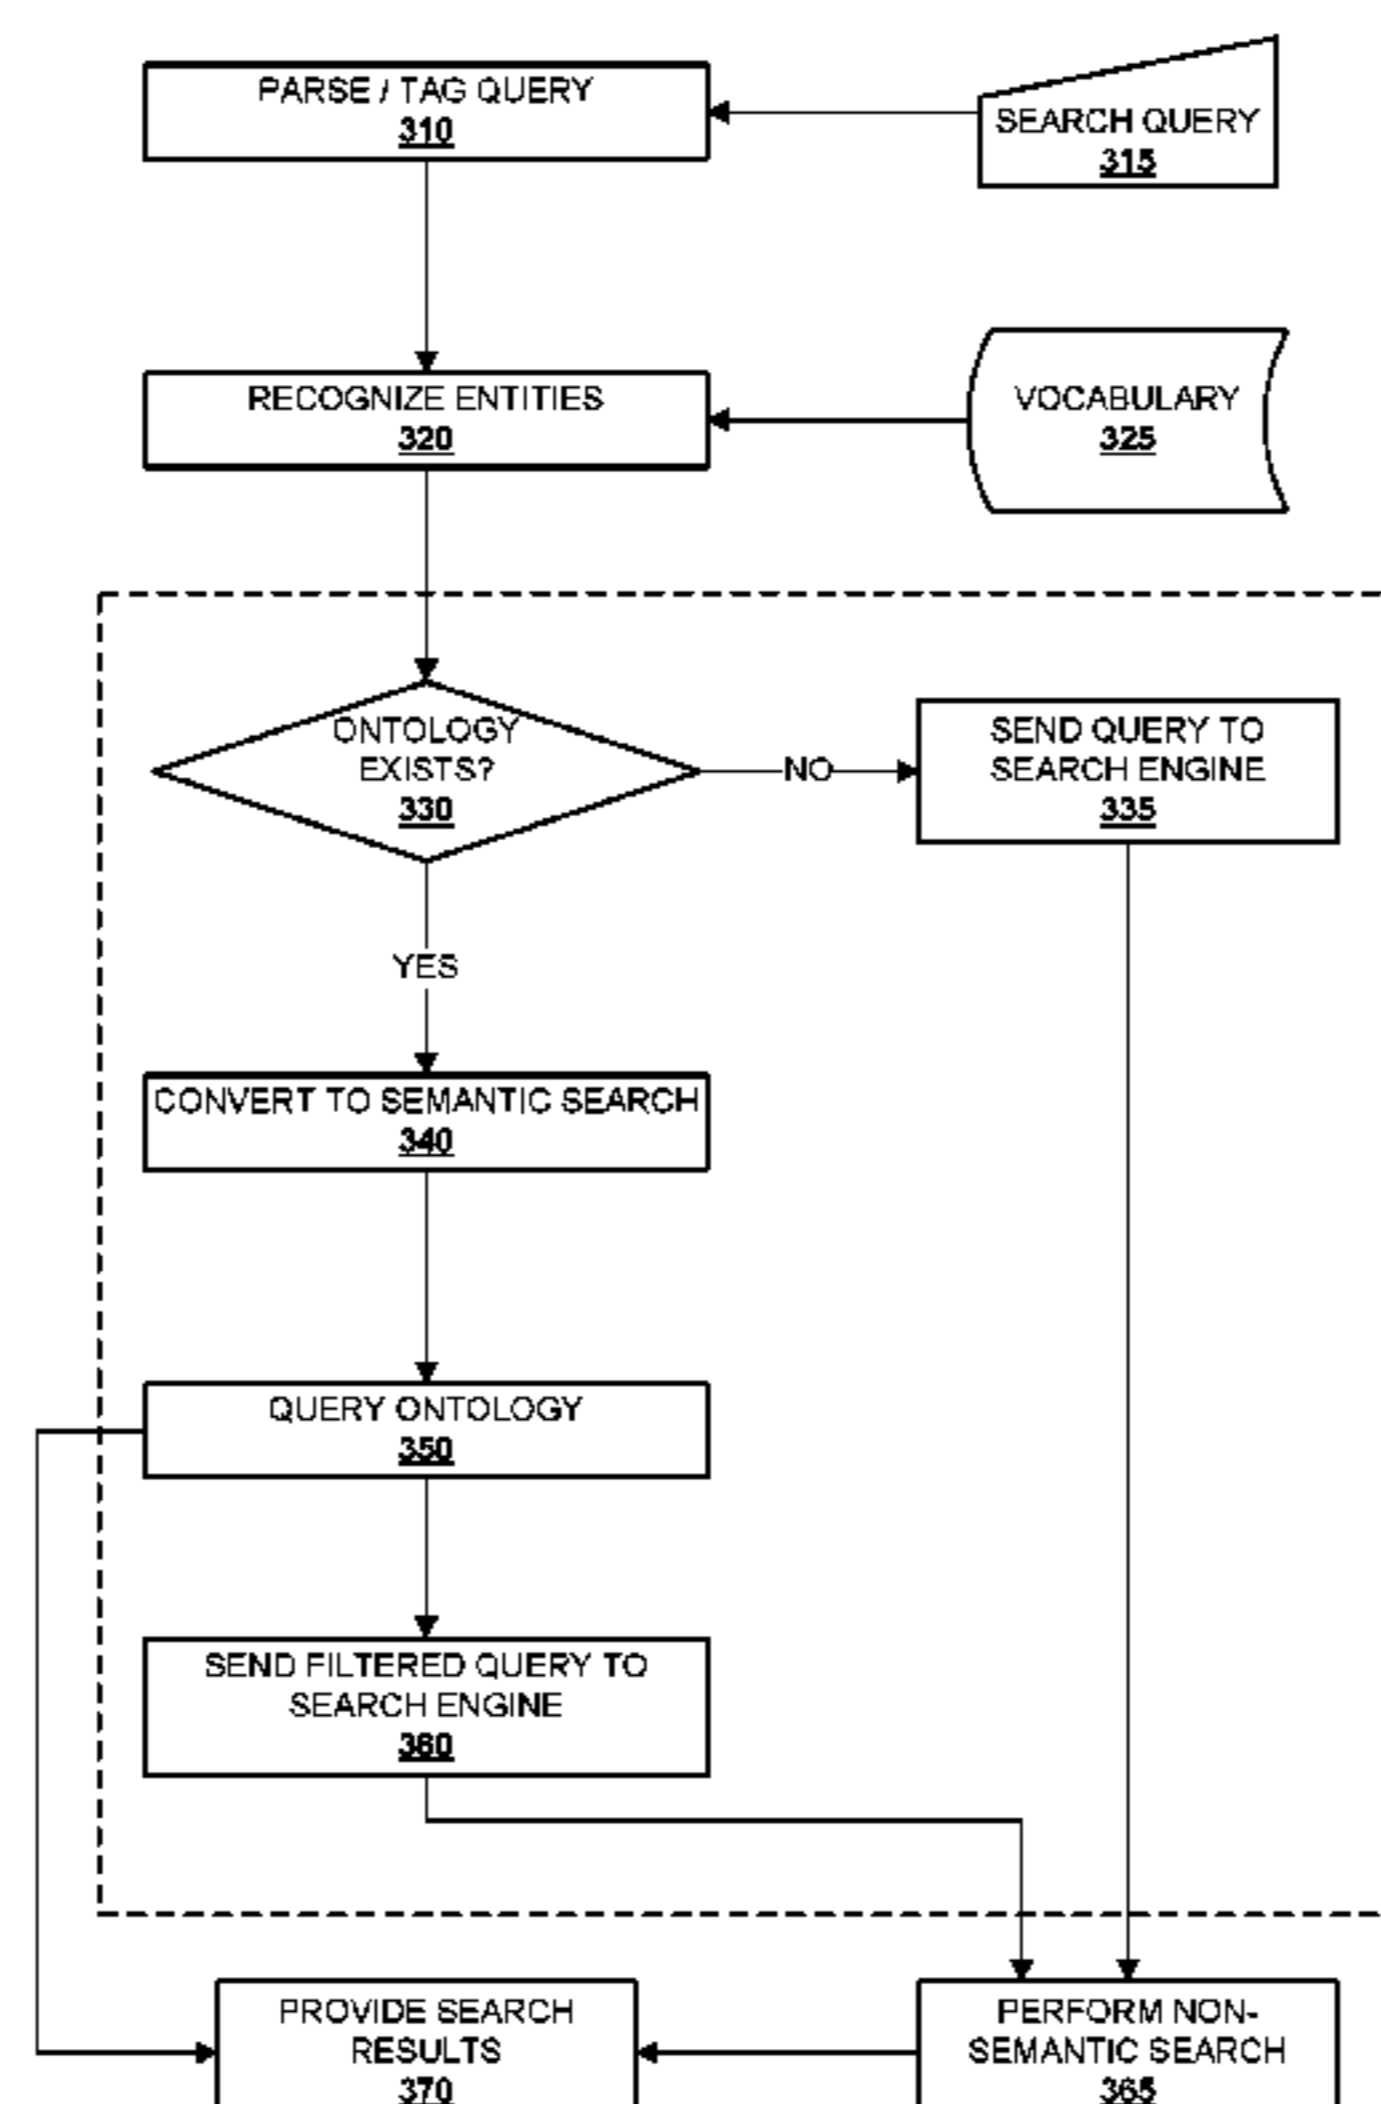 PARSE / TAG QUERY
310
SEARCH QUERY
315
RECOGNIZE ENTITIES
320
VOCABULARY
325
ONTOLOGY
EXISTS?
330
NO
SEND QUERY TO
SEARCH ENGINE
335
YES
CONVERT TO SEMANTIC SEARCH
340
QUERY ONTOLOGY
350
SEND FILTERED QUERY TO
SEARCH ENGINE
360
PROVIDE SEARCH
RESULTS
370
PERFORM NON-
SEMANTIC SEARCH
365